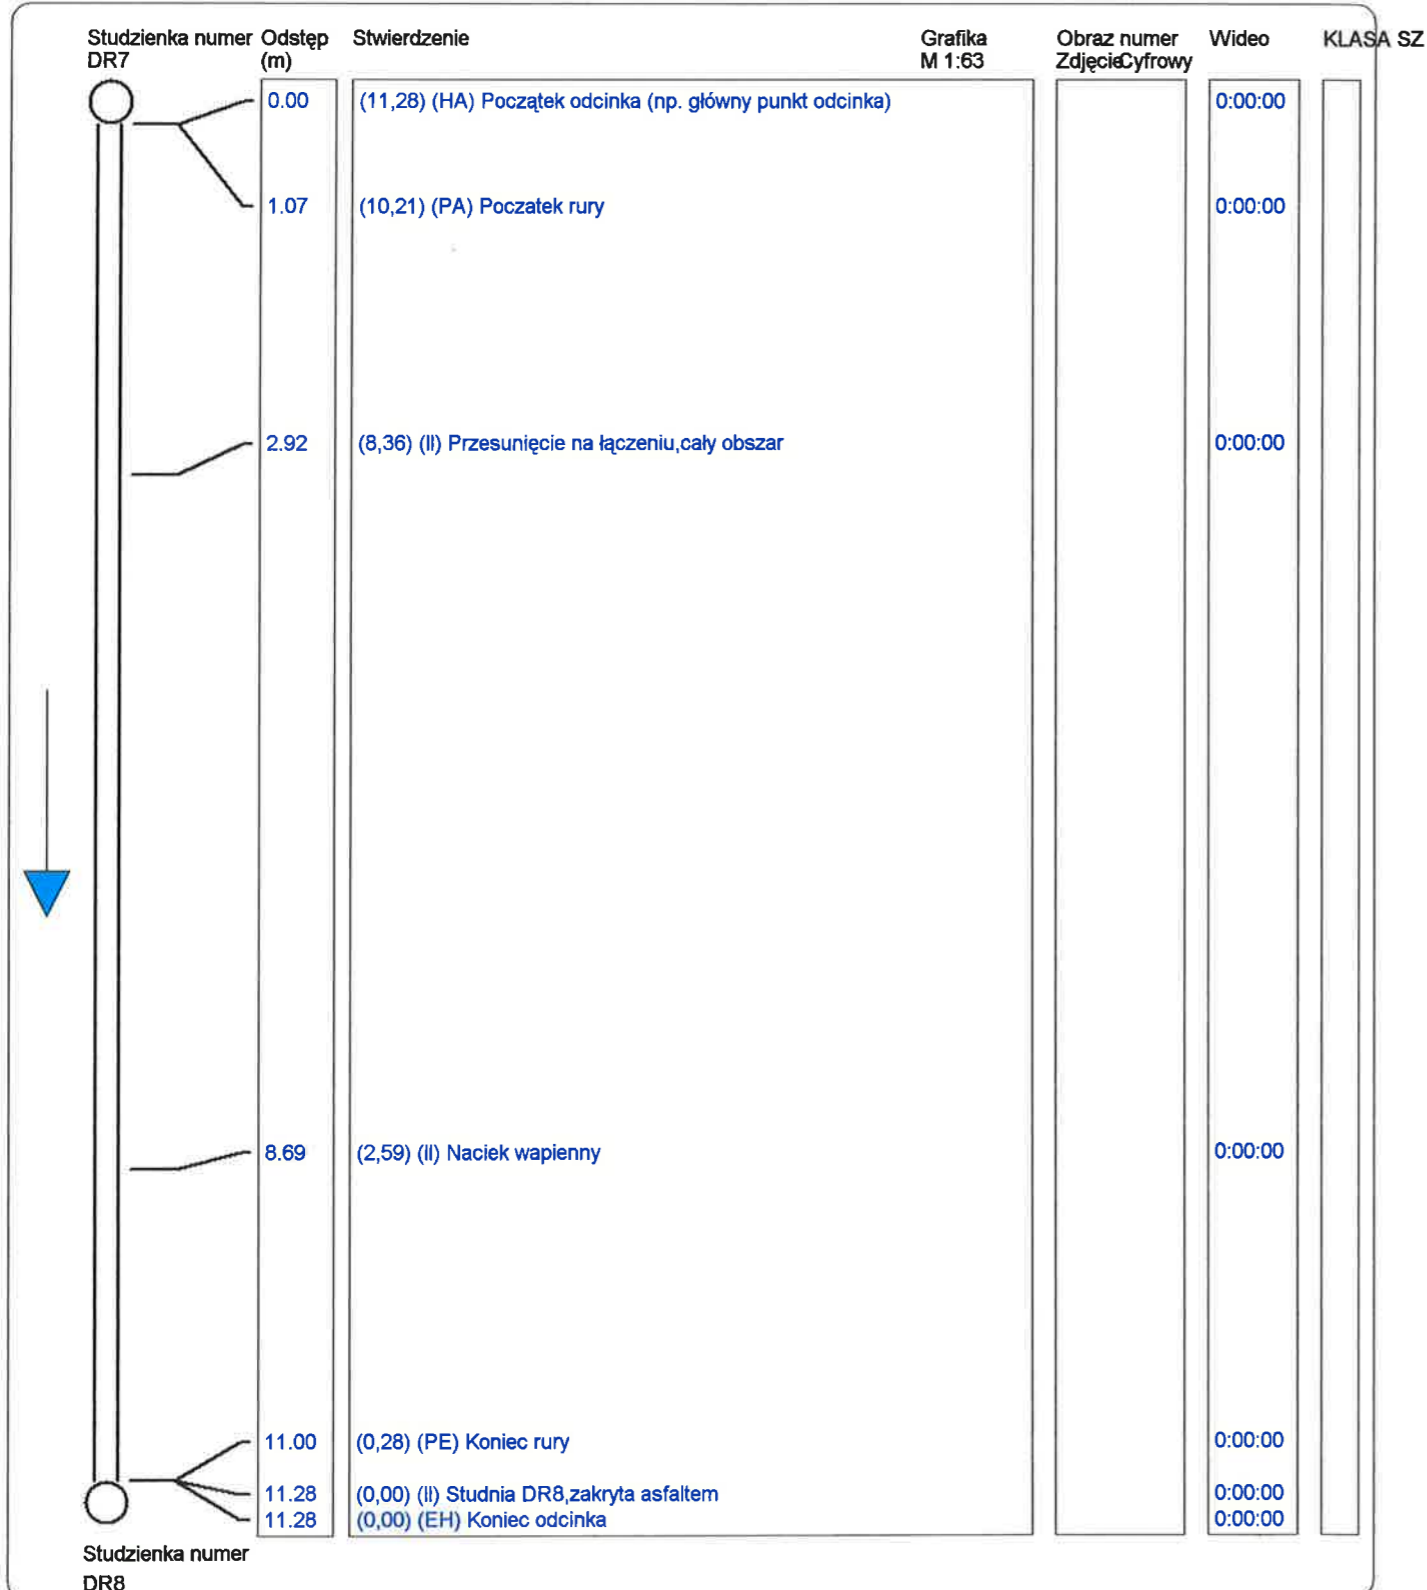 Studzienka numer Odstęp Stwierdzenie Grafika Obraz numer Wideo KLASA SZ
DR7 (m) M 1:63 ZdjęcieCyfrowy
0.00 (11,28) (HA) Początek odcinka (np. główny punkt odcinka) 0:00:00
1.07 (10,21) (PA) Poczatek rury 0:00:00
2.92 (8,36) (II) Przesunięcie na łączeniu,cały obszar 0:00:00
8.69 (2,59) (II) Naciek wapienny 0:00:00
11.00 (0,28) (PE) Koniec rury 0:00:00
11.28 (0,00) (II) Studnia DR8,zakryta asfaltem 0:00:00
11.28 (0,00) (EH) Koniec odcinka 0:00:00
Studzienka numer
DR8